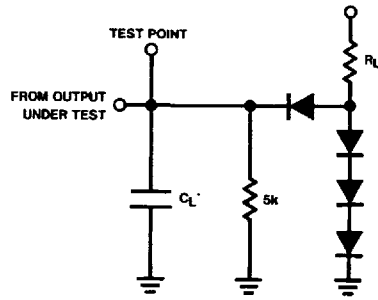 TEST POINT
FROM OUTPUT
UNDER TEST
RL
CL*
5k